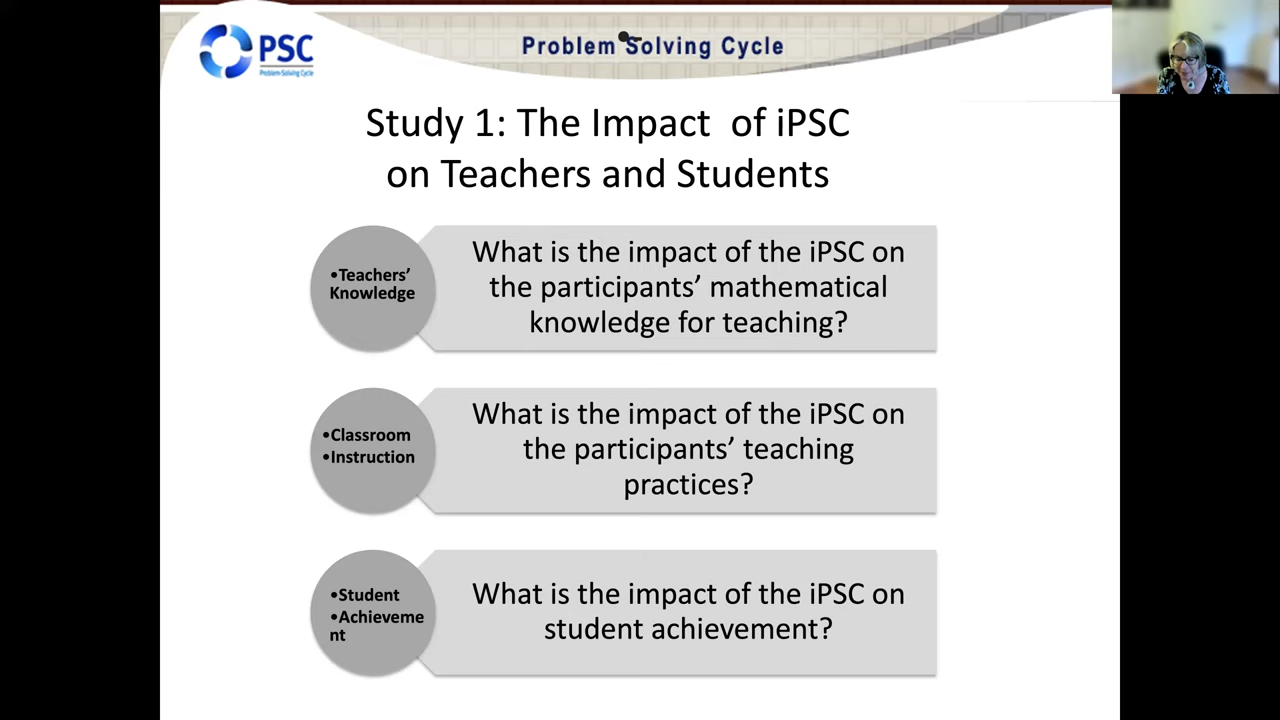 PSC
Problem-Solving Cycle
Problem Solving Cycle
Study 1: The Impact of iPSC
on Teachers and Students
•Teachers’
Knowledge
What is the impact of the iPSC on
the participants’ mathematical
knowledge for teaching?
•Classroom
•Instruction
What is the impact of the iPSC on
the participants’ teaching
practices?
•Student
•Achieveme
nt
What is the impact of the iPSC on
student achievement?